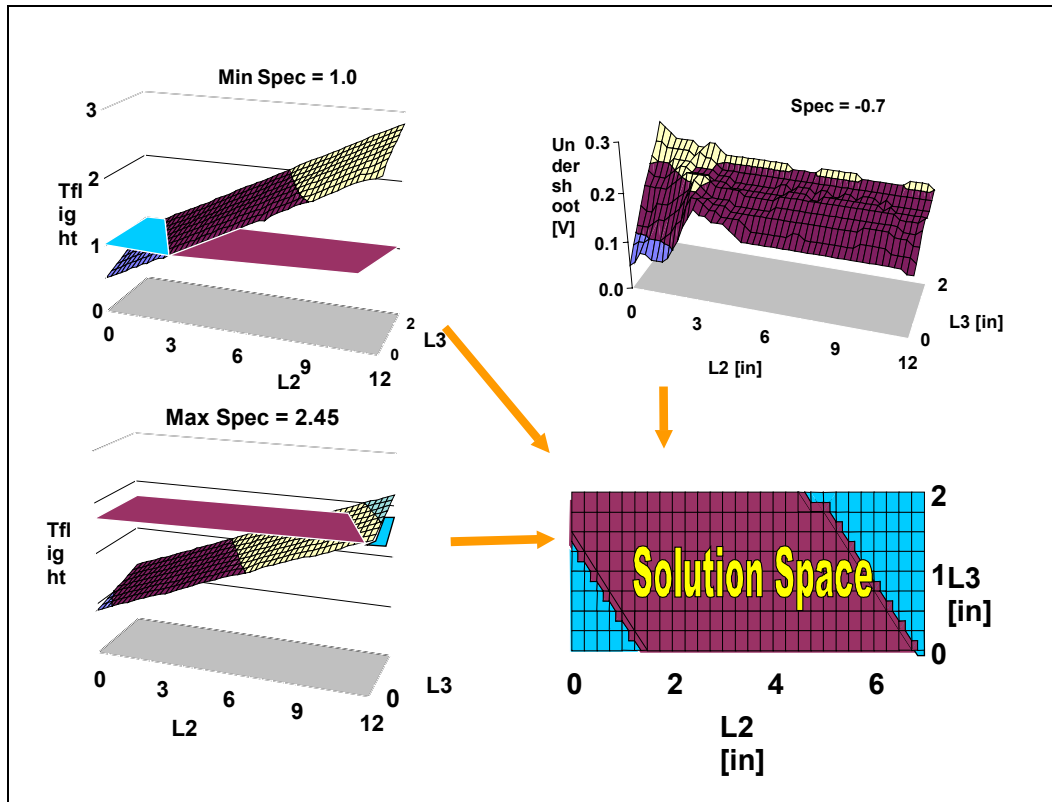 Min Spec = 1.0
3
2
1
0
Tfl
ig
ht
0
3
6
9
12
L2
2
0
L3
Spec = -0.7
Un
der
sh
oot
[V]
0.3
0.2
0.1
0.0
0
3
6
9
12
L2 [in]
2
0
L3 [in]
Max Spec = 2.45
Tfl
ig
ht
0
3
6
9
12
L2
0
L3
Solution Space
2
1
0
L3
[in]
0
2
4
6
L2
[in]